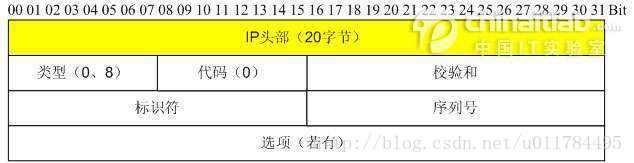 00 01 02 03 04 05 06 07 08 09 10 11 12 13 14 15 16 17 18 19 20 21 22 23 24 25 26 27 28 29 30 31 Bit
IP头部（20字节）
chinaitlab.com
中国IT实验室
类型（0、8）
代码（0）
校验和
标识符
序列号
选项（若有）
http://blog.csdn.net/u011784495